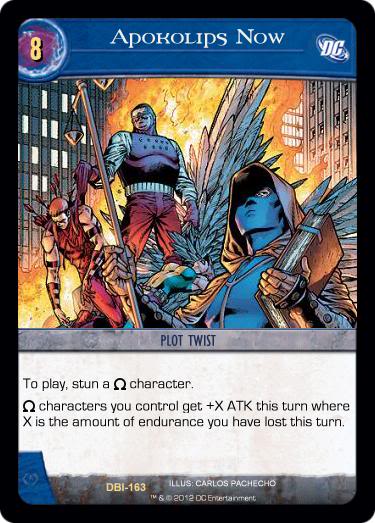 Apokolips Now
8
DC
PLOT TWIST
To play, stun a Ω character.
Ω characters you control get +X ATK this turn where
X is the amount of endurance you have lost this turn.
DBI-163
ILLUS: CARLOS PACHECHO
™ & © 2012 DC Entertainment